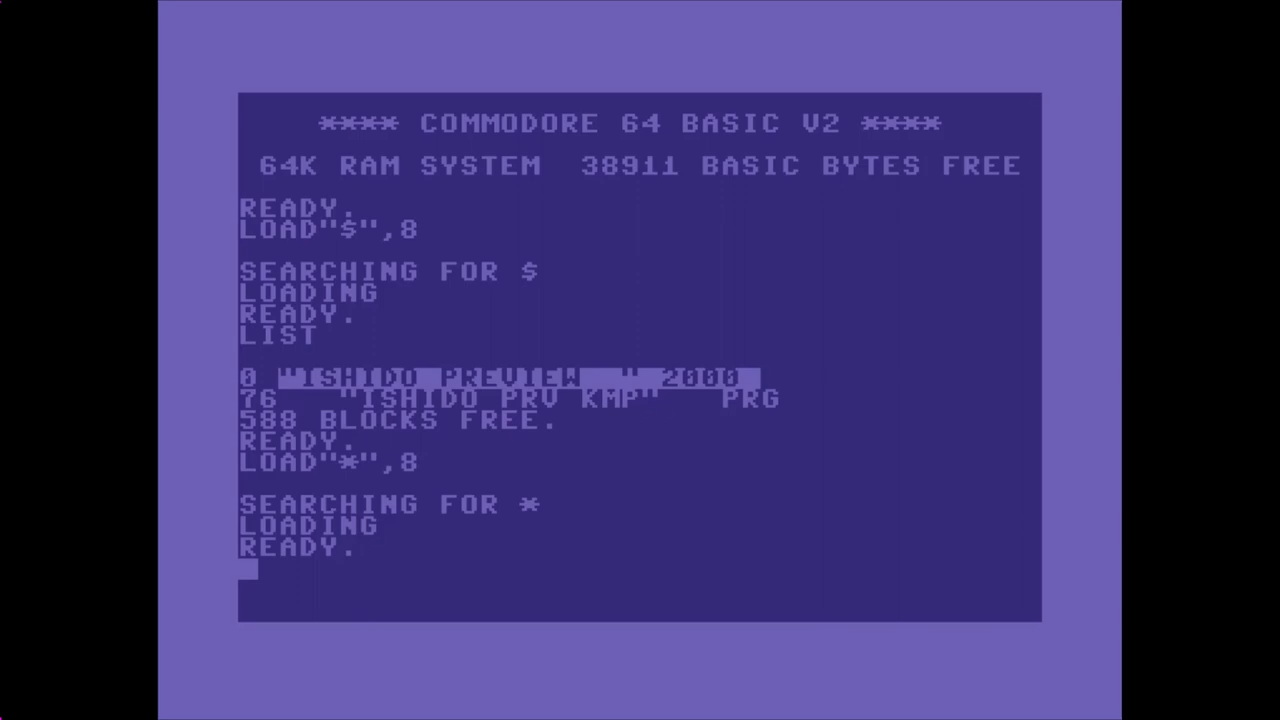 **** COMMODORE 64 BASIC V2 ****
64K RAM SYSTEM  38911 BASIC BYTES FREE
READY.
LOAD"$",8
SEARCHING FOR $
LOADING
READY.
LIST
0 "ISHIDO PREVIEW  " 2000
76   "ISHIDO PRV KMP"   PRG
588 BLOCKS FREE.
READY.
LOAD"*",8
SEARCHING FOR *
LOADING
READY.